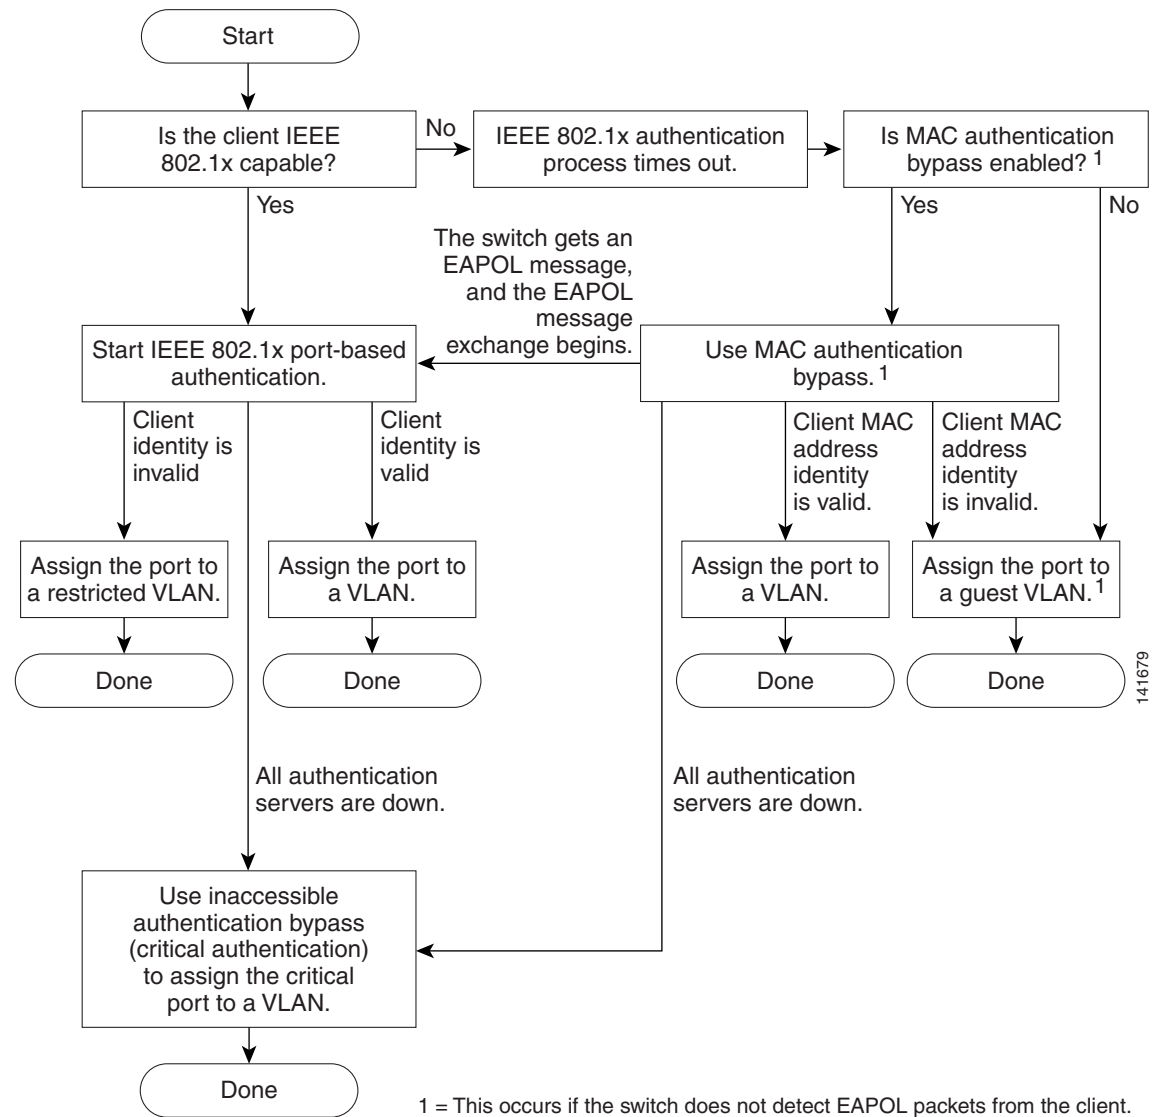 Start
Is the client IEEE
802.1x capable?
No
IEEE 802.1x authentication
process times out.
Is MAC authentication
bypass enabled? 1
Yes
Yes
No
The switch gets an
EAPOL message,
and the EAPOL
message
exchange begins.
Start IEEE 802.1x port-based
authentication.
Use MAC authentication
bypass. 1
Client
identity is
invalid
Client
identity is
valid
Client MAC
address
identity
is valid.
Client MAC
address
identity
is invalid.
Assign the port to
a restricted VLAN.
Assign the port to
a VLAN.
Assign the port to
a VLAN.
Assign the port to
a guest VLAN. 1
Done
Done
Done
Done
141679
All authentication
servers are down.
All authentication
servers are down.
Use inaccessible
authentication bypass
(critical authentication)
to assign the critical
port to a VLAN.
Done
1 = This occurs if the switch does not detect EAPOL packets from the client.